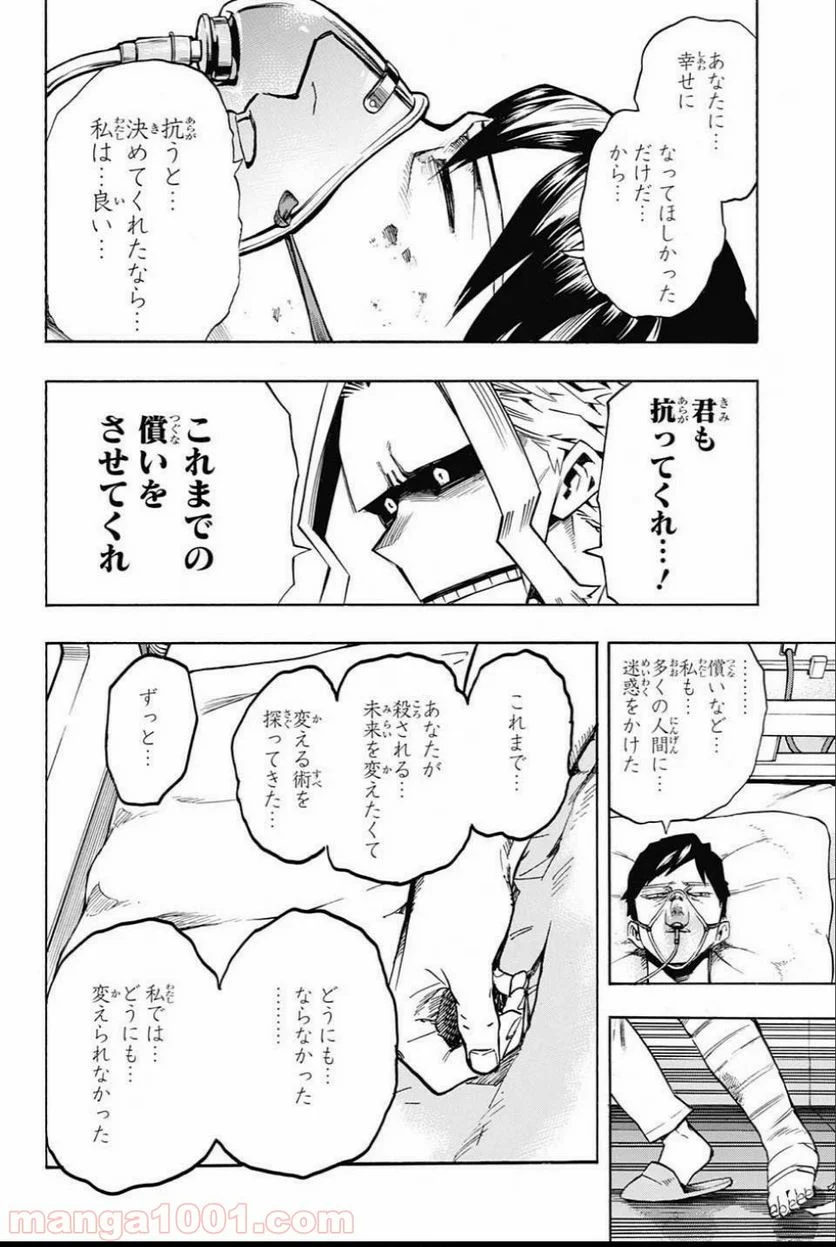 あなたに…
幸せに
なってほしかった
だけだ…
から…
抗うと…
決めてくれたなら…
私は…良い…
君も
抗ってくれ…！
これまでの
償いを
させてくれ
………
償いなど…
私も…
多くの人間に…
迷惑をかけた
これまで…
あなたが
殺される…
未来を変えたくて
変える術を
探ってきた…
ずっと…
どうにも…
ならなかった
………
私では…
どうにも…
変えられなかった
manga1001.com